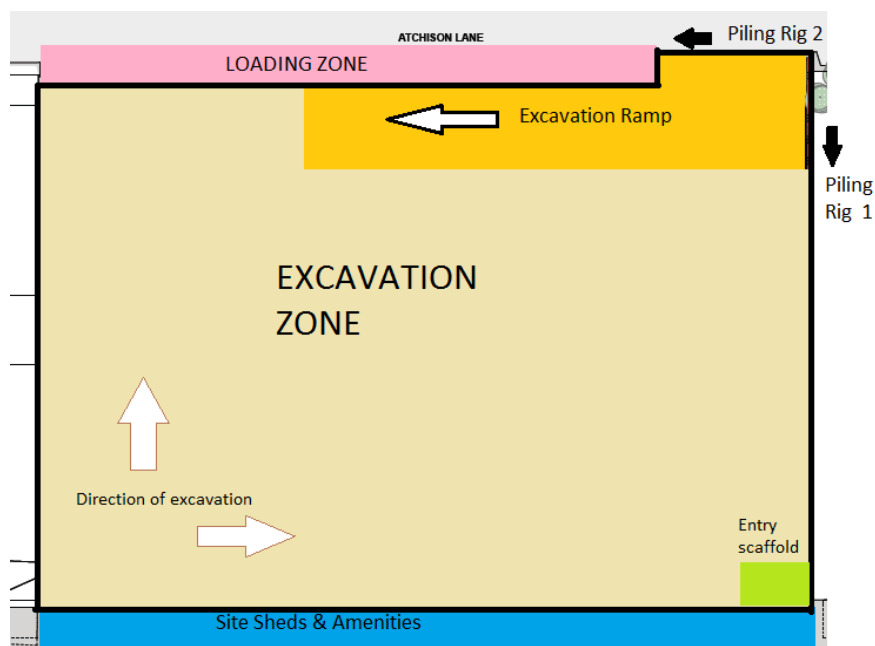 ATCHISON LANE
Piling Rig 2
LOADING ZONE
Excavation Ramp
Piling
Rig 1
EXCAVATION
ZONE
Direction of excavation
Entry
scaffold
Site Sheds & Amenities